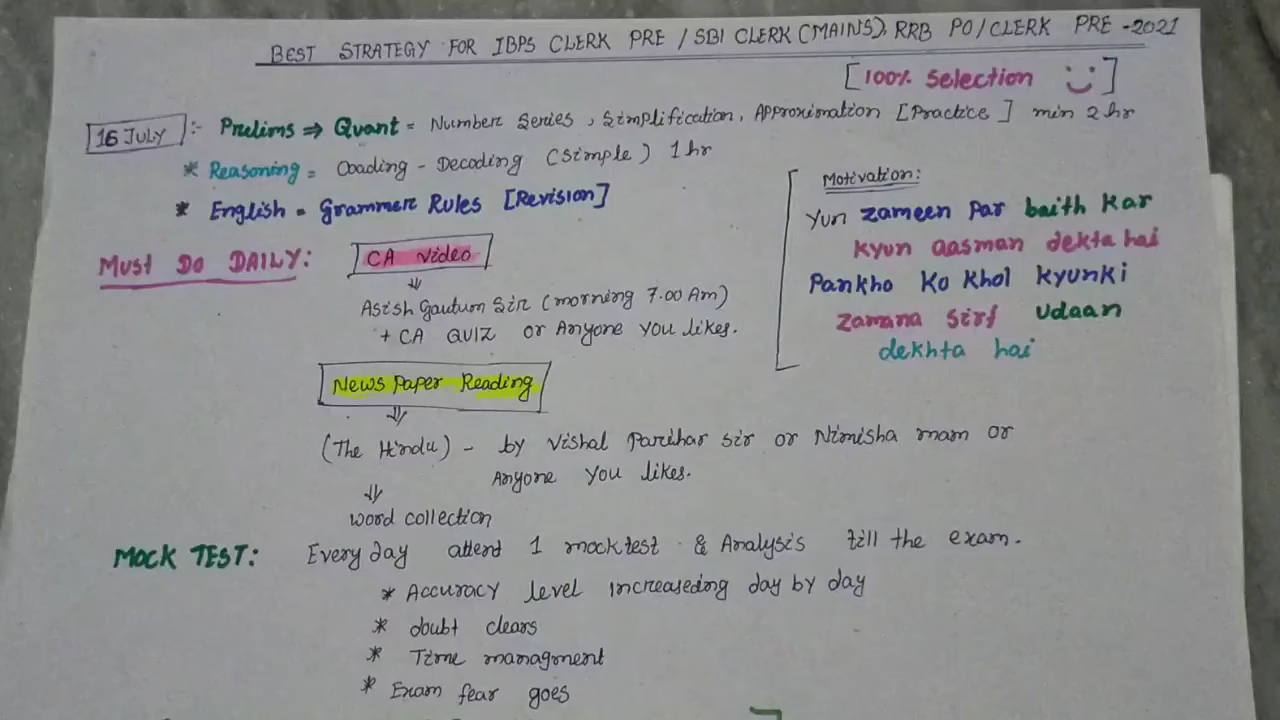 BEST STRATEGY FOR IBPS CLERK PRE / SBI CLERK (MAINS), RRB PO/CLERK PRE -2021
[100% Selection]
16 JULY :- Prelims ⇒ Quant = Number Series, Simplification, Approximation [Practice] min 2 hr
* Reasoning = Coading - Decoding (Simple) 1 hr
* English = Grammer Rules [Revision]
Motivation:
Yun zameen Par baith Kar
kyun aasman dekta hai
Pankho Ko Khol kyunki
zamana sirf udaan
dekhta hai
Must Do DAILY: CA video
⇓
Asish Gautum Sir (morning 7.00 Am)
+ CA QUIZ or Anyone you likes.
News Paper Reading
⇓
(The Hindu) - by Vishal Parihar sir or Nimisha mam or
Anyone you likes.
⇓
word collection
MOCK TEST: Every day attend 1 mock test & Analysis till the exam.
* Accuracy level increaseding day by day
* doubt clears
* Time managment
* Exam fear goes